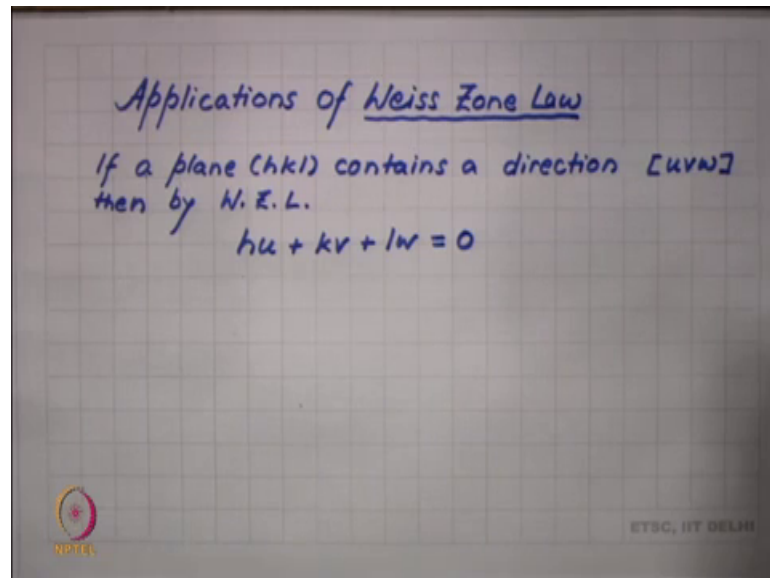 Applications of Weiss Zone Law
If a plane (hkl) contains a direction [uvw]
then by W.Z.L.
hu + kv + lw = 0
NPTEL
ETSC, IIT DELHI